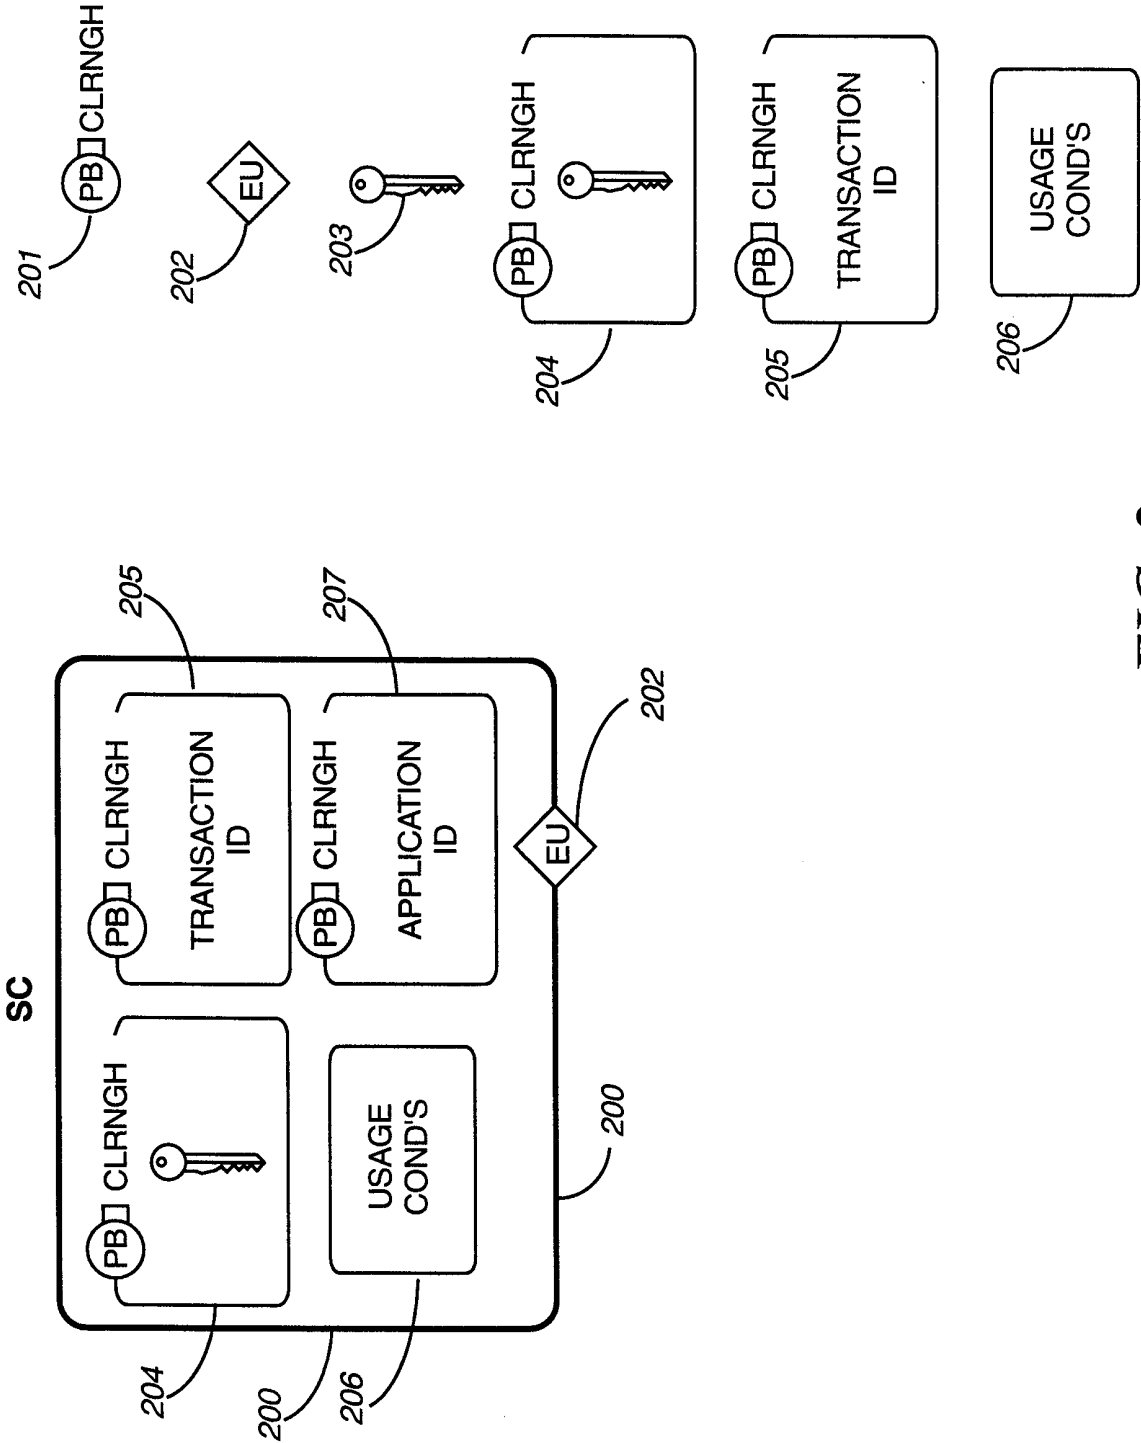 SC
204
PB CLRNGH
PB CLRNGH
205
TRANSACTION
ID
200
206
USAGE
COND'S
PB CLRNGH
207
APPLICATION
ID
EU
200
202
201
PB CLRNGH
202
EU
203
204
PB CLRNGH
205
PB CLRNGH
TRANSACTION
ID
206
USAGE
COND'S